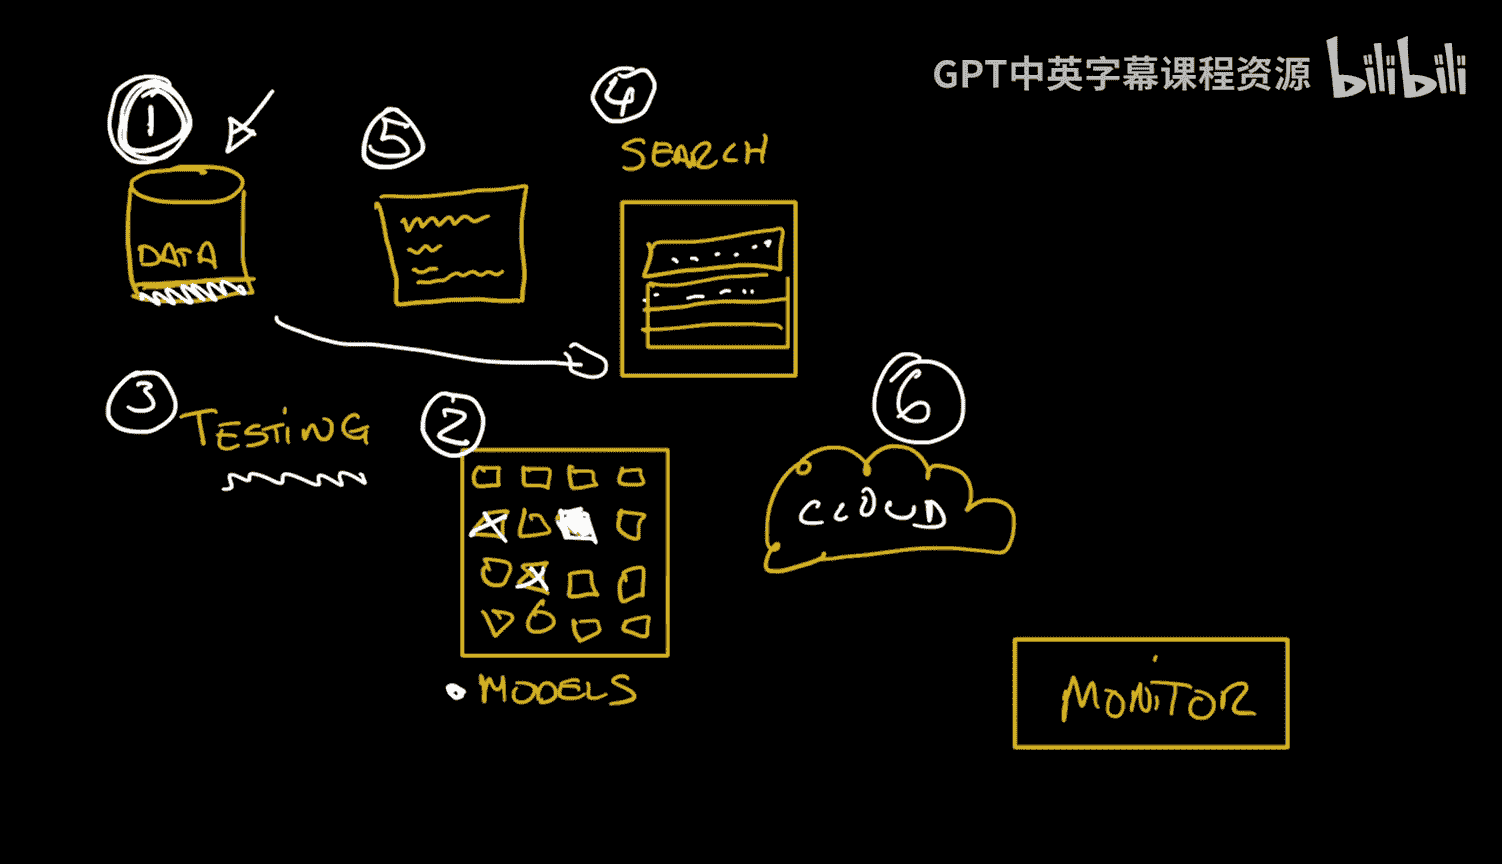 GPT中英字幕课程资源 bilibili
1
5
4
SEARCH
DATA
3
TESTING
2
6
CLOUD
MODELS
MONITOR